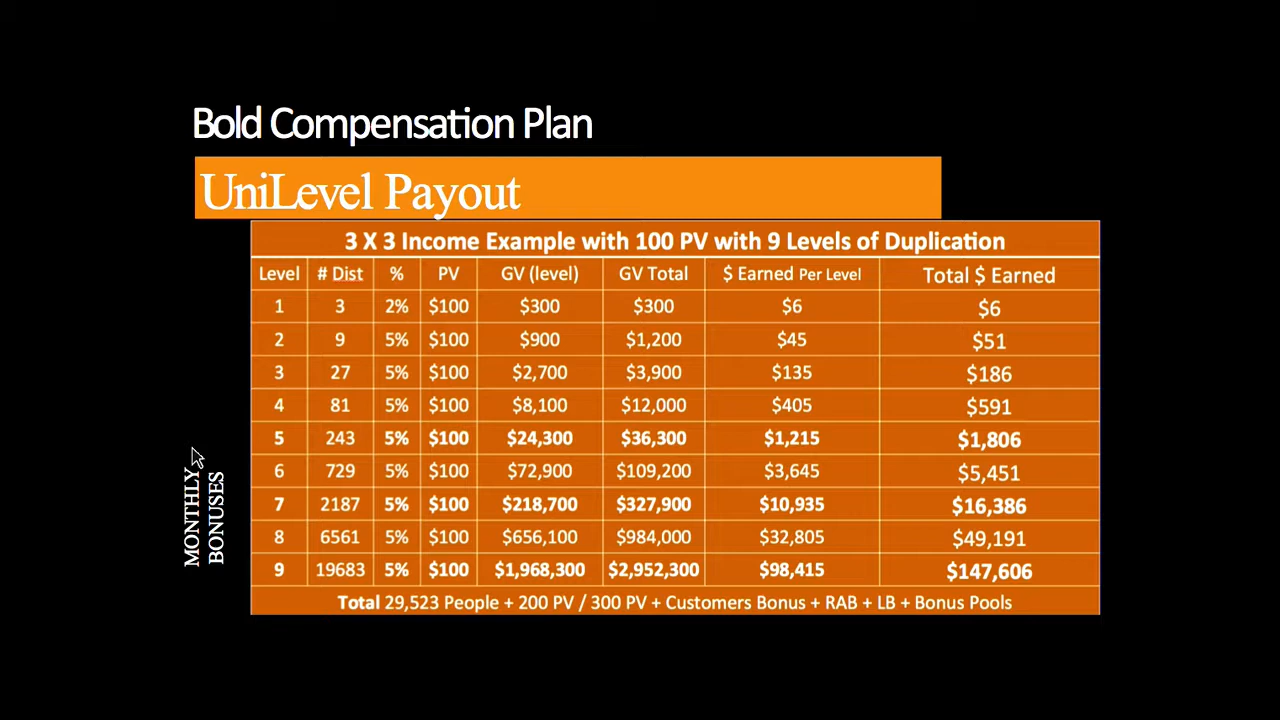 Bold Compensation Plan
UniLevel Payout
3 X 3 Income Example with 100 PV with 9 Levels of Duplication
Level # Dist % PV GV (level) GV Total $ Earned Per Level Total $ Earned
1 3 2% $100 $300 $300 $6 $6
2 9 5% $100 $900 $1,200 $45 $51
3 27 5% $100 $2,700 $3,900 $135 $186
4 81 5% $100 $8,100 $12,000 $405 $591
5 243 5% $100 $24,300 $36,300 $1,215 $1,806
6 729 5% $100 $72,900 $109,200 $3,645 $5,451
7 2187 5% $100 $218,700 $327,900 $10,935 $16,386
8 6561 5% $100 $656,100 $984,000 $32,805 $49,191
9 19683 5% $100 $1,968,300 $2,952,300 $98,415 $147,606
Total 29,523 People + 200 PV / 300 PV + Customers Bonus + RAB + LB + Bonus Pools
MONTHLY
BONUSES